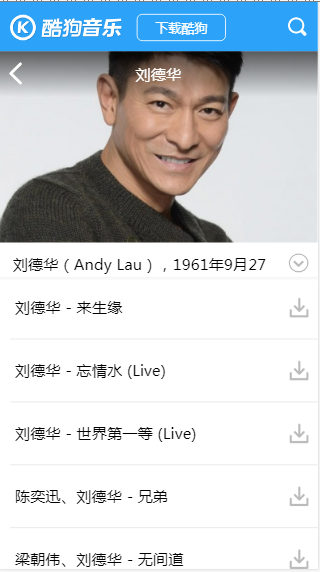 酷狗音乐
下载酷狗
刘德华
刘德华（Andy Lau），1961年9月27
刘德华 - 来生缘
刘德华 - 忘情水 (Live)
刘德华 - 世界第一等 (Live)
陈奕迅、刘德华 - 兄弟
梁朝伟、刘德华 - 无间道